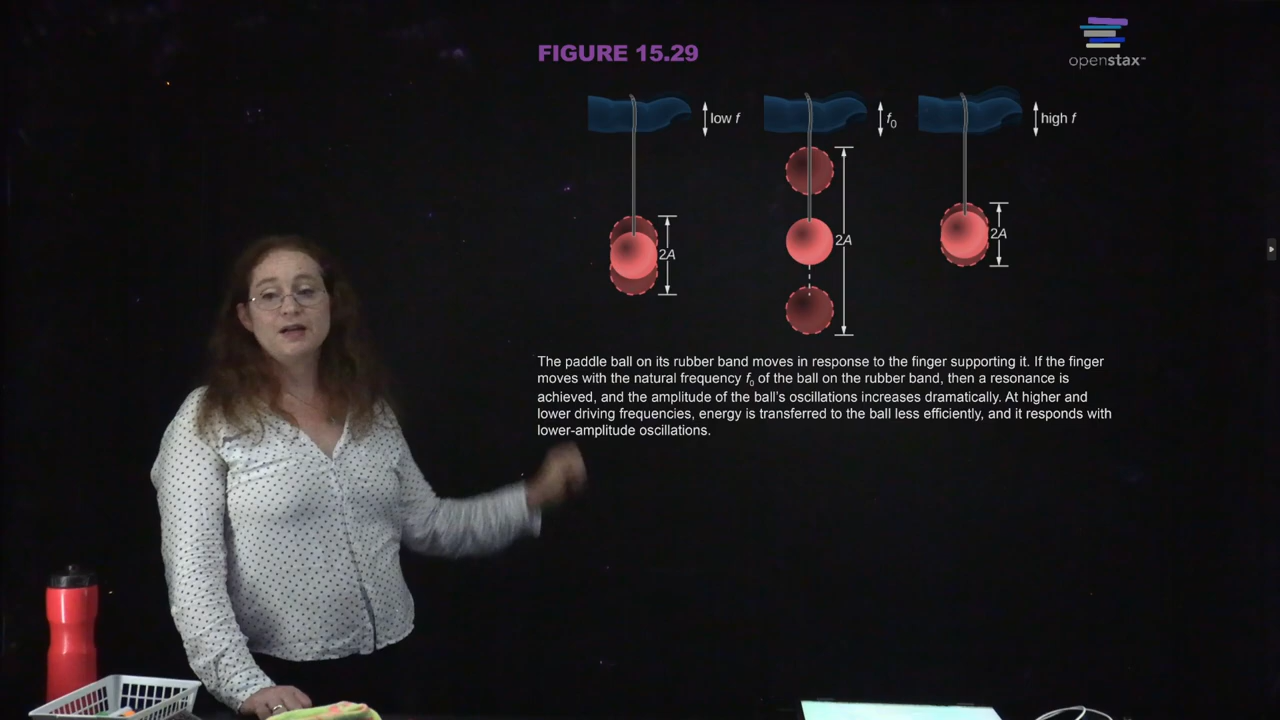 FIGURE 15.29
openstax™
low f
f0
high f
2A
2A
2A
The paddle ball on its rubber band moves in response to the finger supporting it. If the finger
moves with the natural frequency f0 of the ball on the rubber band, then a resonance is
achieved, and the amplitude of the ball's oscillations increases dramatically. At higher and
lower driving frequencies, energy is transferred to the ball less efficiently, and it responds with
lower-amplitude oscillations.